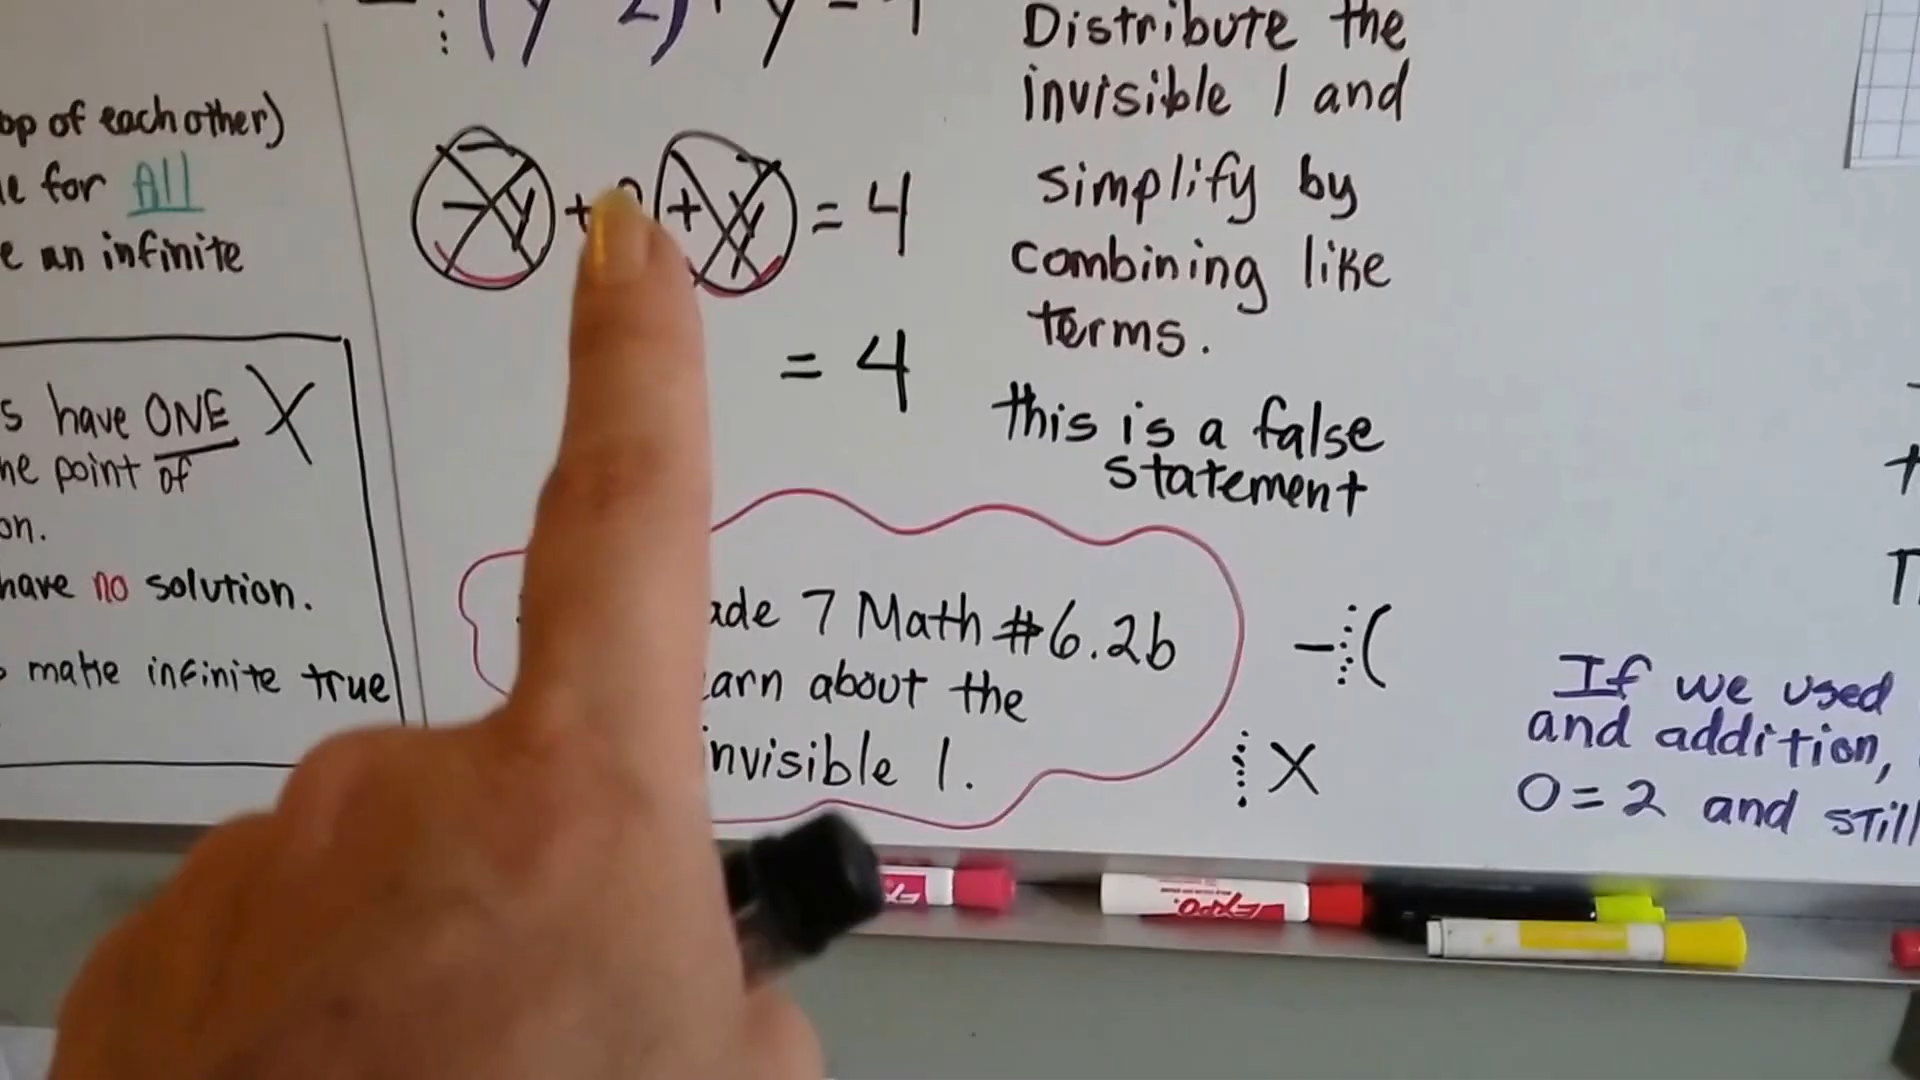 op of each other)
e for All
e an infinite
s have ONE X
he point of
on.
have no solution.
make infinite true
(y 2) + y = 4
-y + + y = 4
= 4
Distribute the
invisible 1 and
simplify by
combining like
terms.
this is a false
statement
ade 7 Math #6.2b
arn about the
invisible 1.
-(
X
If we used
and addition,
0=2 and still
EXPO